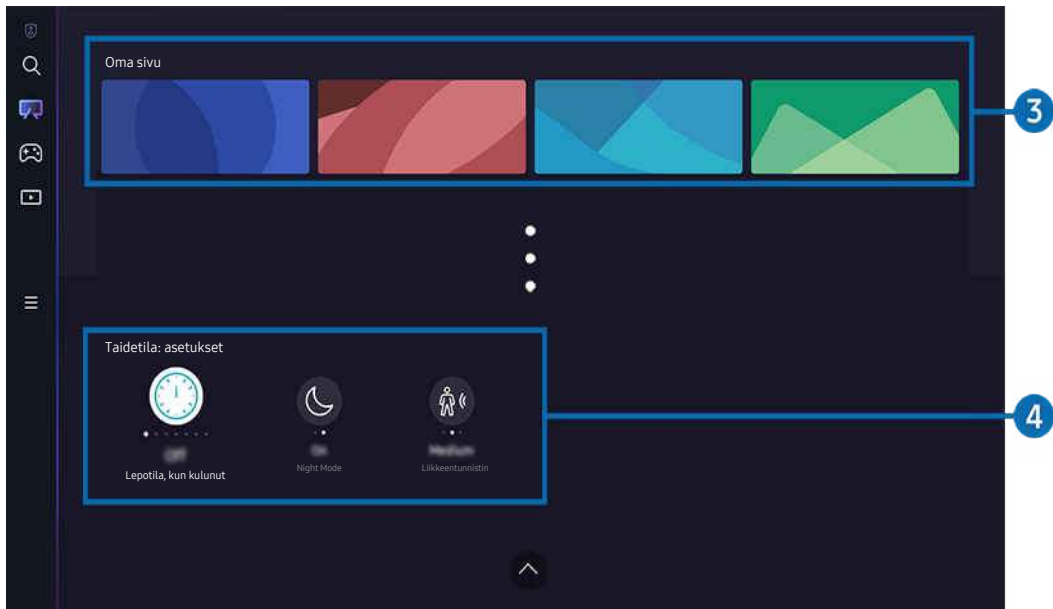 Oma sivu
3
Taidetila: asetukset
4
Lepotila, kun kulunut
Night Mode
Liikkeentunnistin